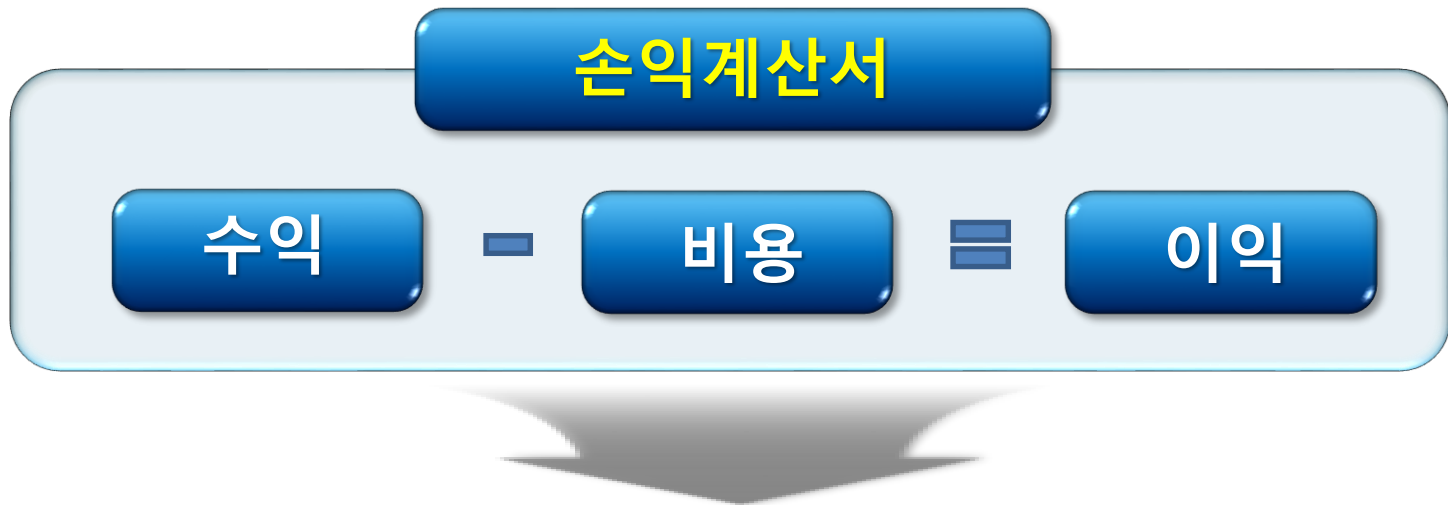 손익계산서
수익 - 비용 = 이익